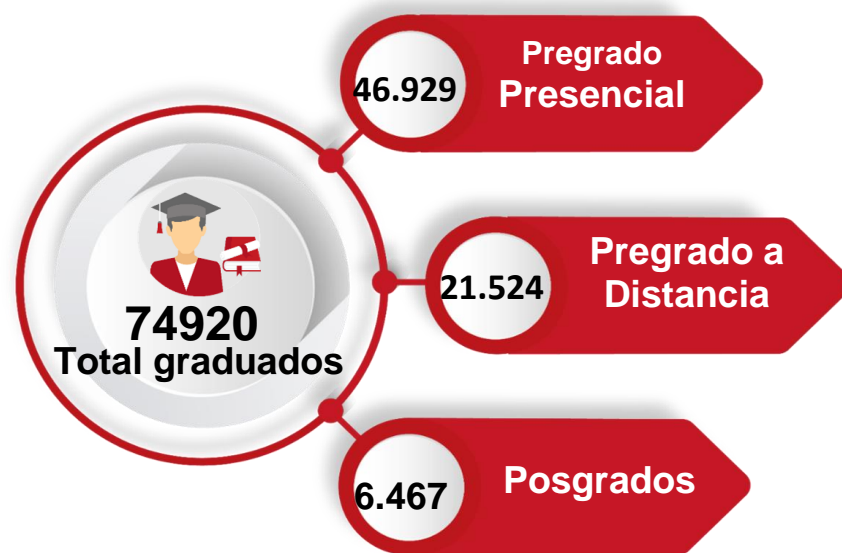 46.929
Pregrado
Presencial
74920
Total graduados
21.524
Pregrado a
Distancia
6.467
Posgrados